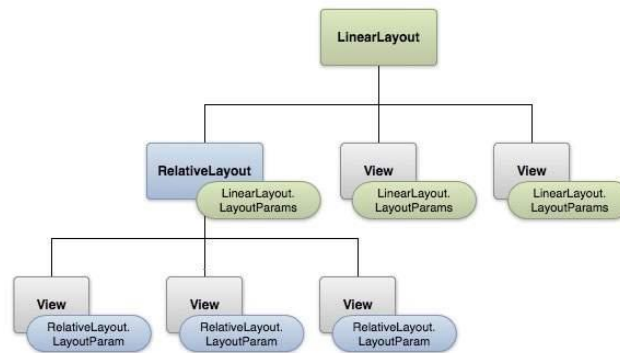 LinearLayout
RelativeLayout
LinearLayout.
LayoutParams
View
LinearLayout.
LayoutParams
View
LinearLayout.
LayoutParams
View
RelativeLayout.
LayoutParam
View
RelativeLayout.
LayoutParam
View
RelativeLayout.
LayoutParam